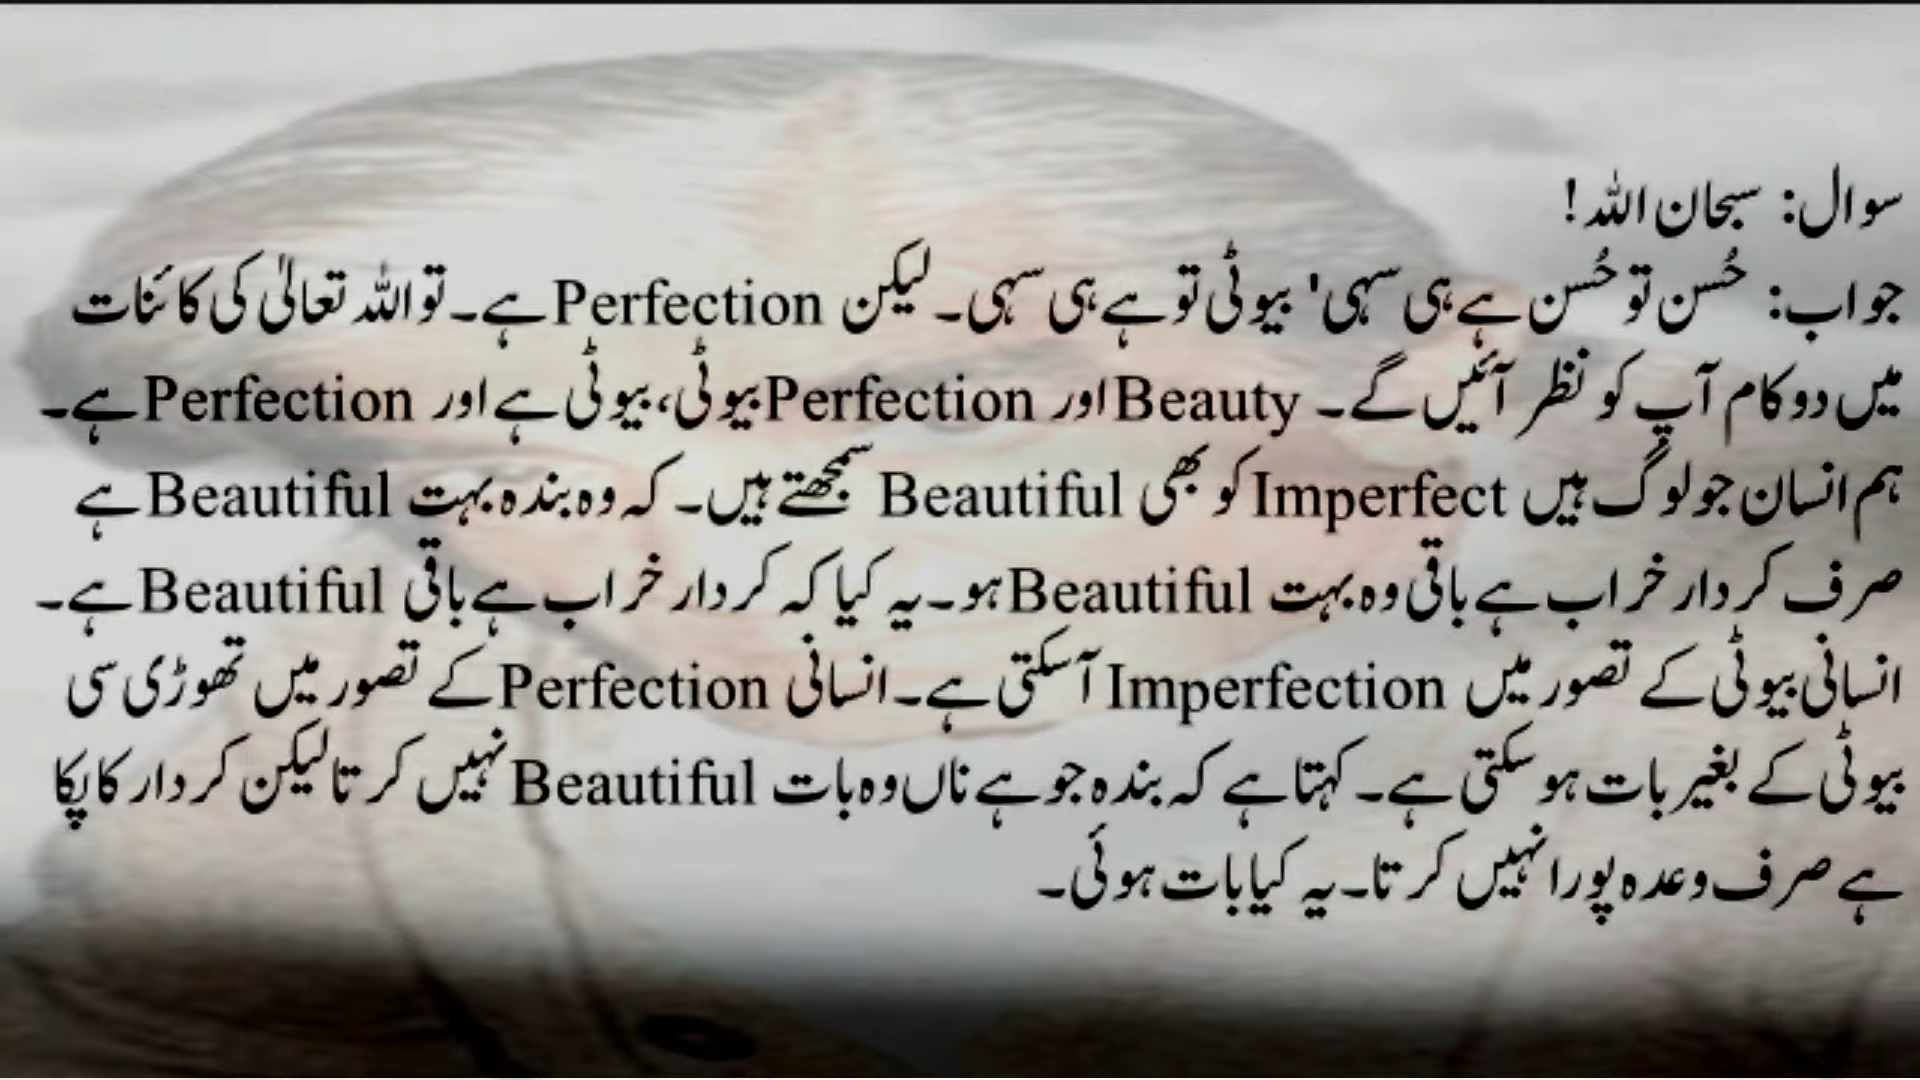 سوال: سبحان اللہ!
جواب: حُسن تو حُسن ہے ہی سہی' بیوٹی تو ہے ہی سہی۔ لیکن Perfection ہے۔ تو اللہ تعالیٰ کی کائنات
میں دو کام آپ کو نظر آئیں گے۔ Beauty اور Perfection بیوٹی، بیوٹی ہے اور Perfection ہے۔
ہم انسان جو لوگ ہیں Imperfect کو بھی Beautiful سمجھتے ہیں۔ کہ وہ بندہ بہت Beautiful ہے
صرف کردار خراب ہے باقی وہ بہت Beautiful ہو۔ یہ کیا کہ کردار خراب ہے باقی Beautiful ہے۔
انسانی بیوٹی کے تصور میں Imperfection آسکتی ہے۔ انسانی Perfection کے تصور میں تھوڑی سی
بیوٹی کے بغیر بات ہو سکتی ہے۔ کہتا ہے کہ بندہ جو ہے ناں وہ بات Beautiful نہیں کرتا لیکن کردار کا پکا
ہے صرف وعدہ پورا نہیں کرتا۔ یہ کیا بات ہوئی۔